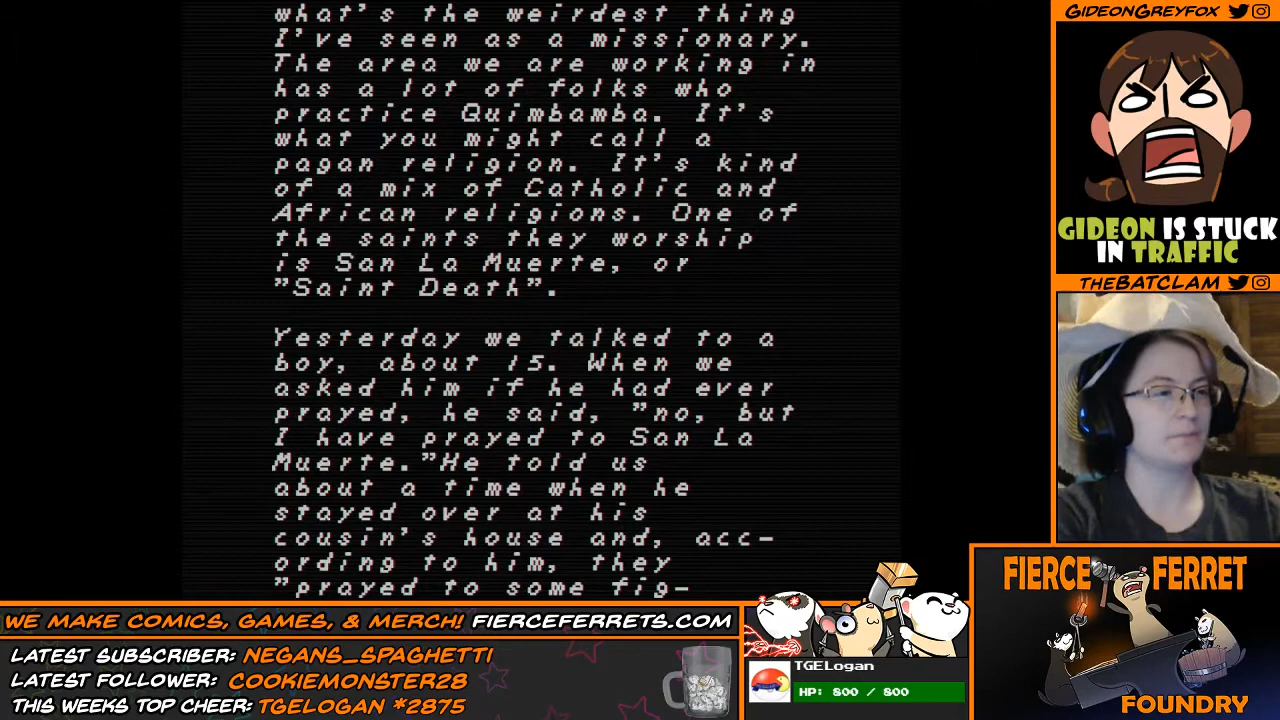 what's the weirdest thing
I've seen as a missionary.
The area we are working in
has a lot of folks who
practice Quimbamba. It's
what you might call a
pagan religion. It's kind
of a mix of Catholic and
African religions. One of
the saints they worship
is San La Muerte, or
"Saint Death".
Yesterday we talked to a
boy, about 15. When we
asked him if he had ever
prayed, he said, "no, but
I have prayed to San La
Muerte."He told us
about a time when he
stayed over at his
cousin's house and, acc-
ording to him, they
"prayed to some fig-
GIDEONGREYFOX
GIDEON IS STUCK
IN TRAFFIC
THEBATCLAM
FIERCE FERRET
FOUNDRY
WE MAKE COMICS, GAMES, & MERCH! FIERCEFERRETS.COM
LATEST SUBSCRIBER: NEGANS_SPAGHETTI
LATEST FOLLOWER: COOKIEMONSTER28
THIS WEEKS TOP CHEER: TGELOGAN *2875
TGELogan
HP: 800 / 800